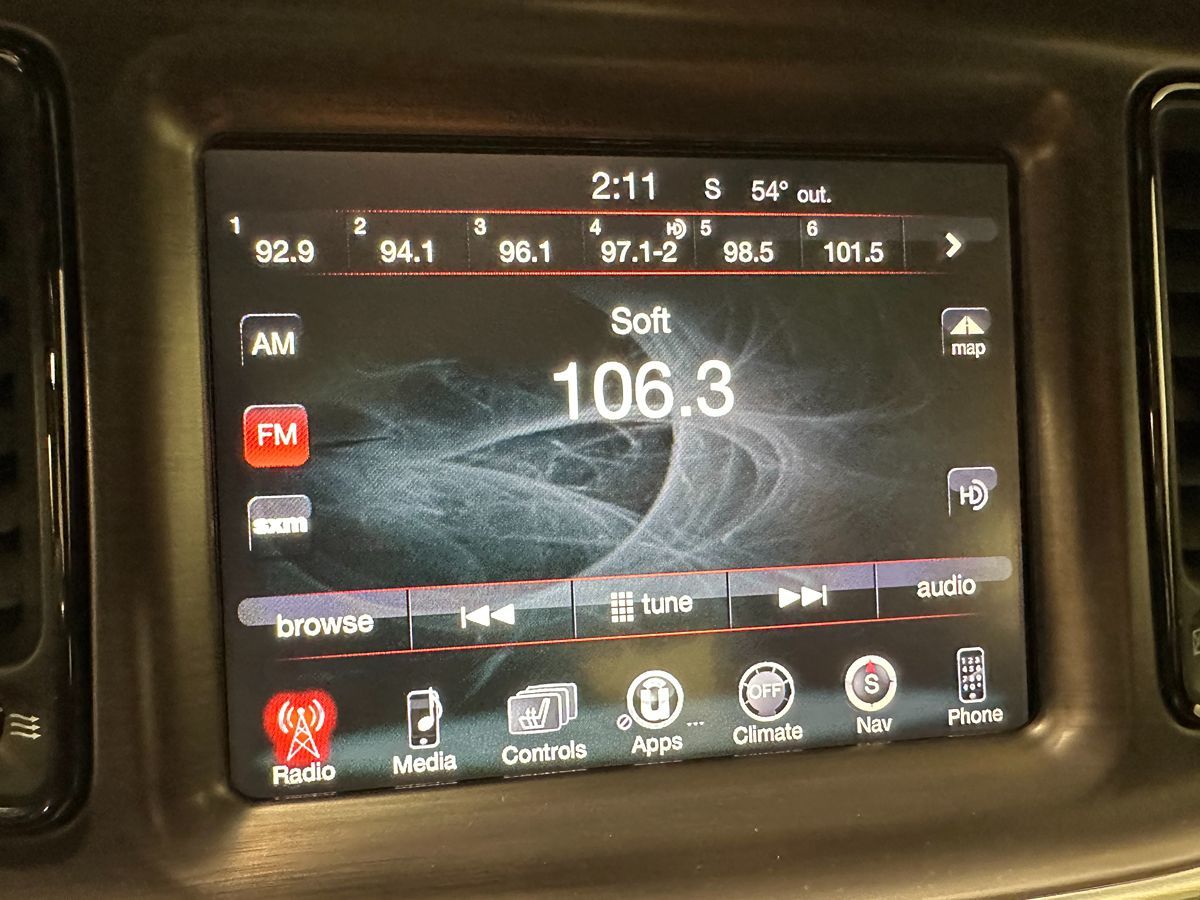 2:11 S 54° out.
1 2 3 4 HD 5 6
92.9 94.1 96.1 97.1-2 98.5 101.5
Soft
106.3
AM
map
FM
HD
sxm
browse tune audio
OFF S
Radio Media Controls Apps Climate Nav Phone